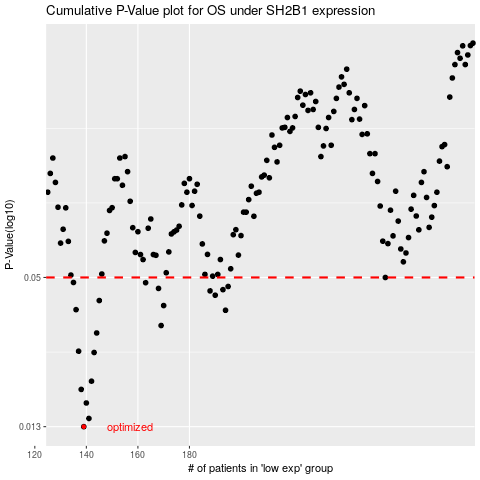 Cumulative P-Value plot for OS under SH2B1 expression
P-Value(log10)
0.05
0.013
optimized
120 140 160 180
# of patients in 'low exp' group